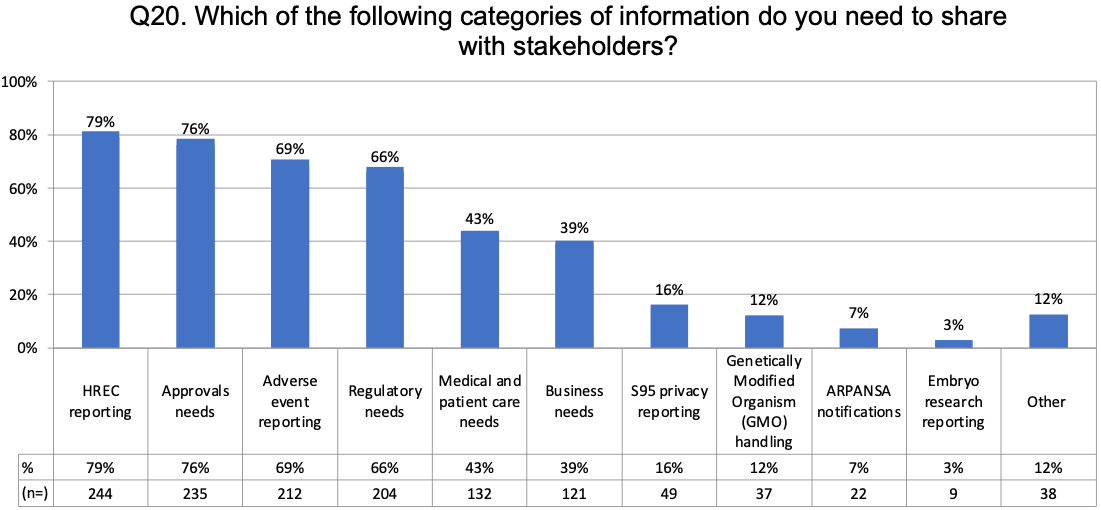 Q20. Which of the following categories of information do you need to share
with stakeholders?
100%
80%
60%
40%
20%
0%
79%
76%
69%
66%
43%
39%
16%
12%
7%
3%
12%
HREC
reporting
Approvals
needs
Adverse
event
reporting
Regulatory
needs
Medical and
patient care
needs
Business
needs
S95 privacy
reporting
Genetically
Modified
Organism
(GMO)
handling
ARPANSA
notifications
Embryo
research
reporting
Other
% 79% 76% 69% 66% 43% 39% 16% 12% 7% 3% 12%
(n=) 244 235 212 204 132 121 49 37 22 9 38